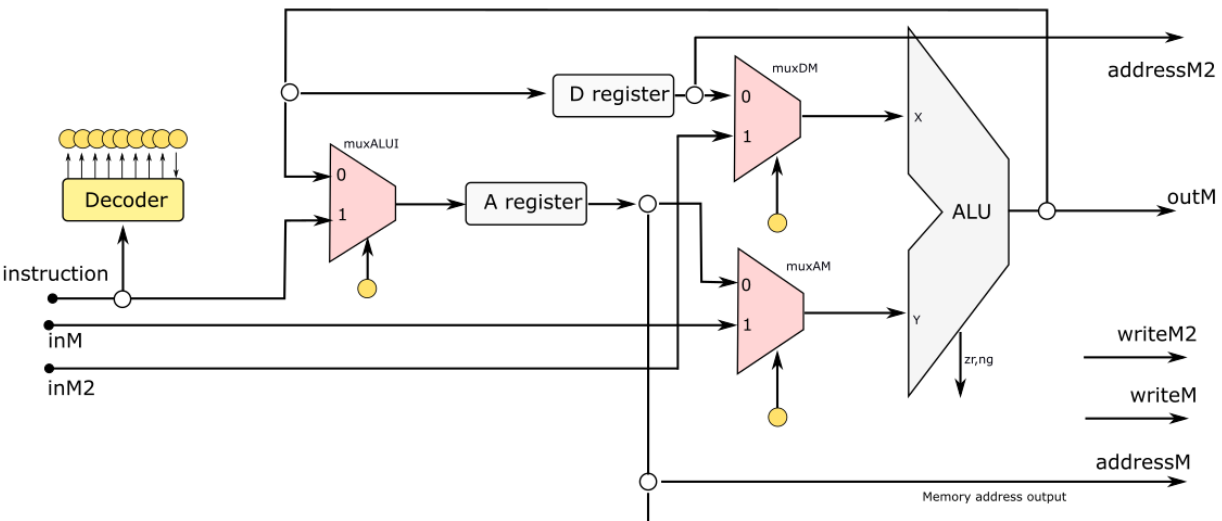 addressM2
muxDM
D register
0
1
X
muxALUI
0
1
Decoder
A register
outM
ALU
instruction
muxAM
0
1
Y
inM
inM2
zr,ng
writeM2
writeM
addressM
Memory address output